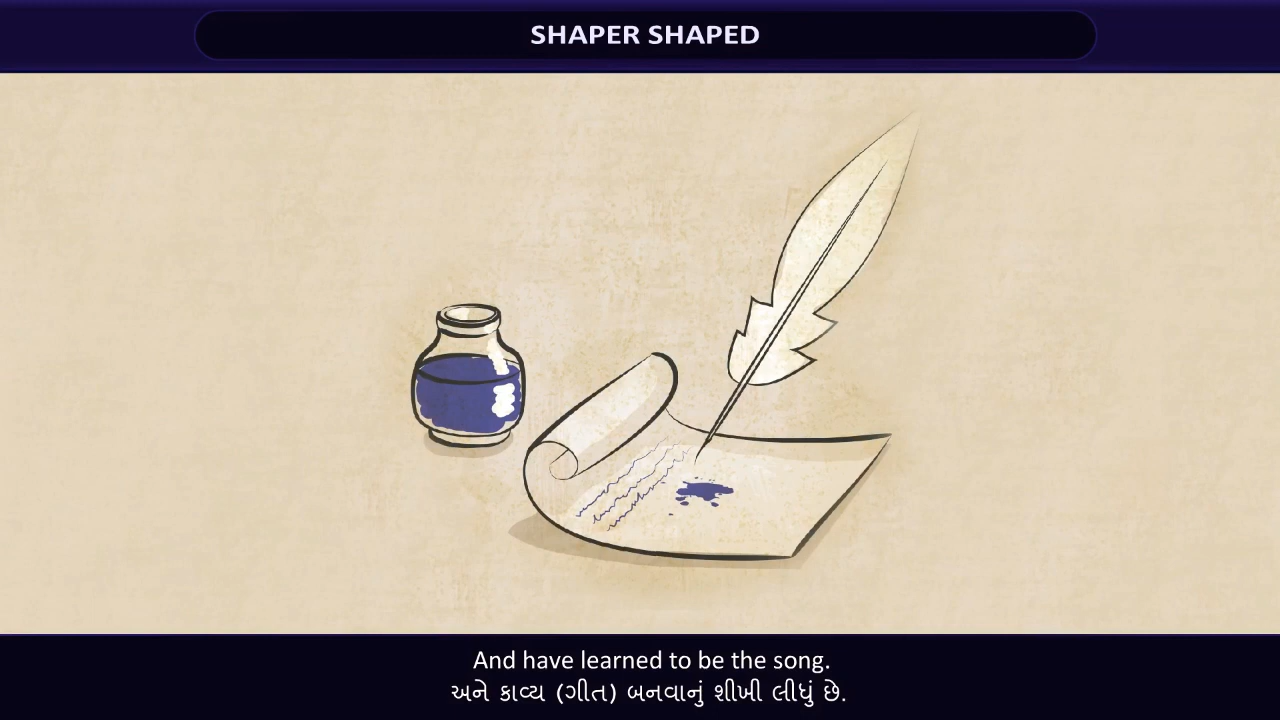 SHAPER SHAPED
And have learned to be the song.
અને કાવ્ય (ગીત) બનવાનું શીખી લીધું છે.